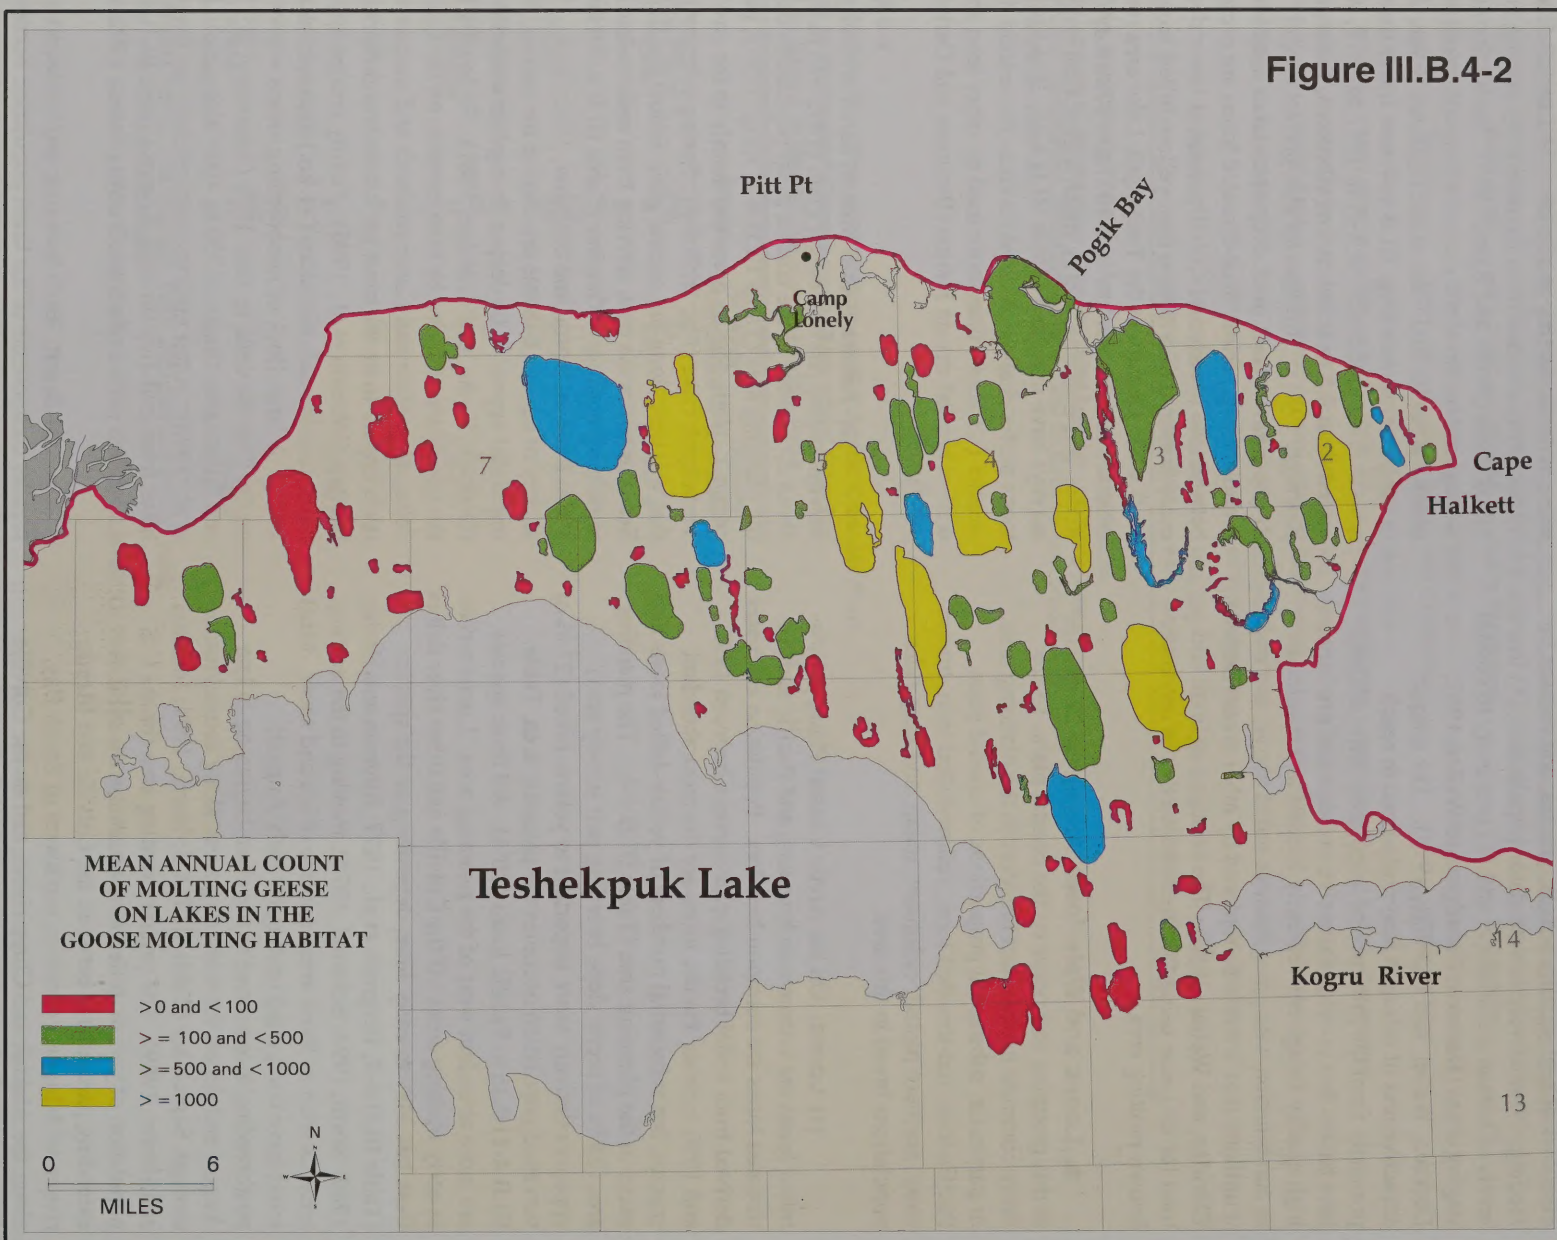 Figure III.B.4-2
Pitt Pt
Pogik Bay
Camp
Lonely
7
6
5
4
3
2
Cape
Halkett
Teshekpuk Lake
14
Kogru River
13
MEAN ANNUAL COUNT
OF MOLTING GEESE
ON LAKES IN THE
GOOSE MOLTING HABITAT
>0 and <100
>= 100 and <500
>=500 and <1000
>=1000
N
N
W
E
S
0 6
MILES